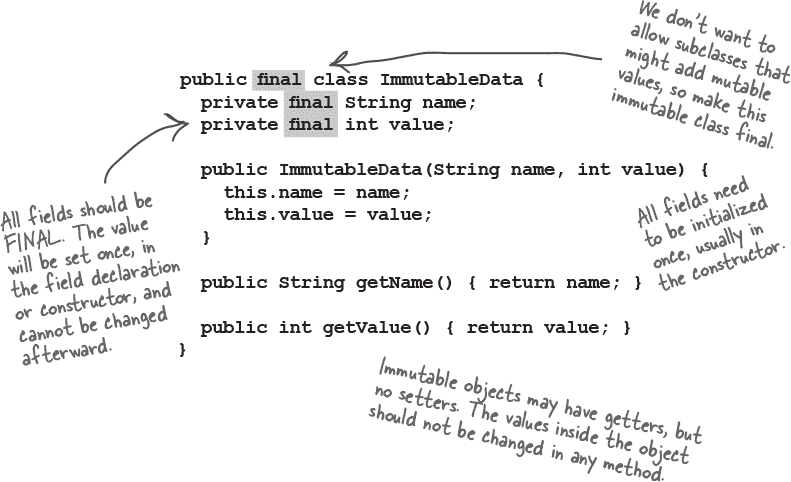 We don't want to
allow subclasses that
might add mutable
values, so make this
immutable class final.
public final class ImmutableData {
private final String name;
private final int value;
public ImmutableData(String name, int value) {
this.name = name;
this.value = value;
}
All fields should be
FINAL. The value
will be set once, in
the field declaration
or constructor, and
cannot be changed
afterward.
All fields need
to be initialized
once, usually in
the constructor.
public String getName() { return name; }
public int getValue() { return value; }
}
Immutable objects may have getters, but
no setters. The values inside the object
should not be changed in any method.